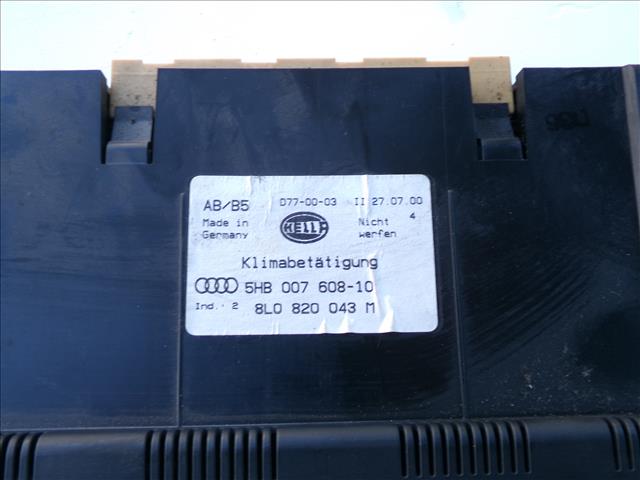 AB/B5 D77-00-03 II 27.07.00
Made in Germany HELLA Nicht werfen 4
Klimabetätigung
5HB 007 608-10
Ind.: 2 8L0 820 043 M